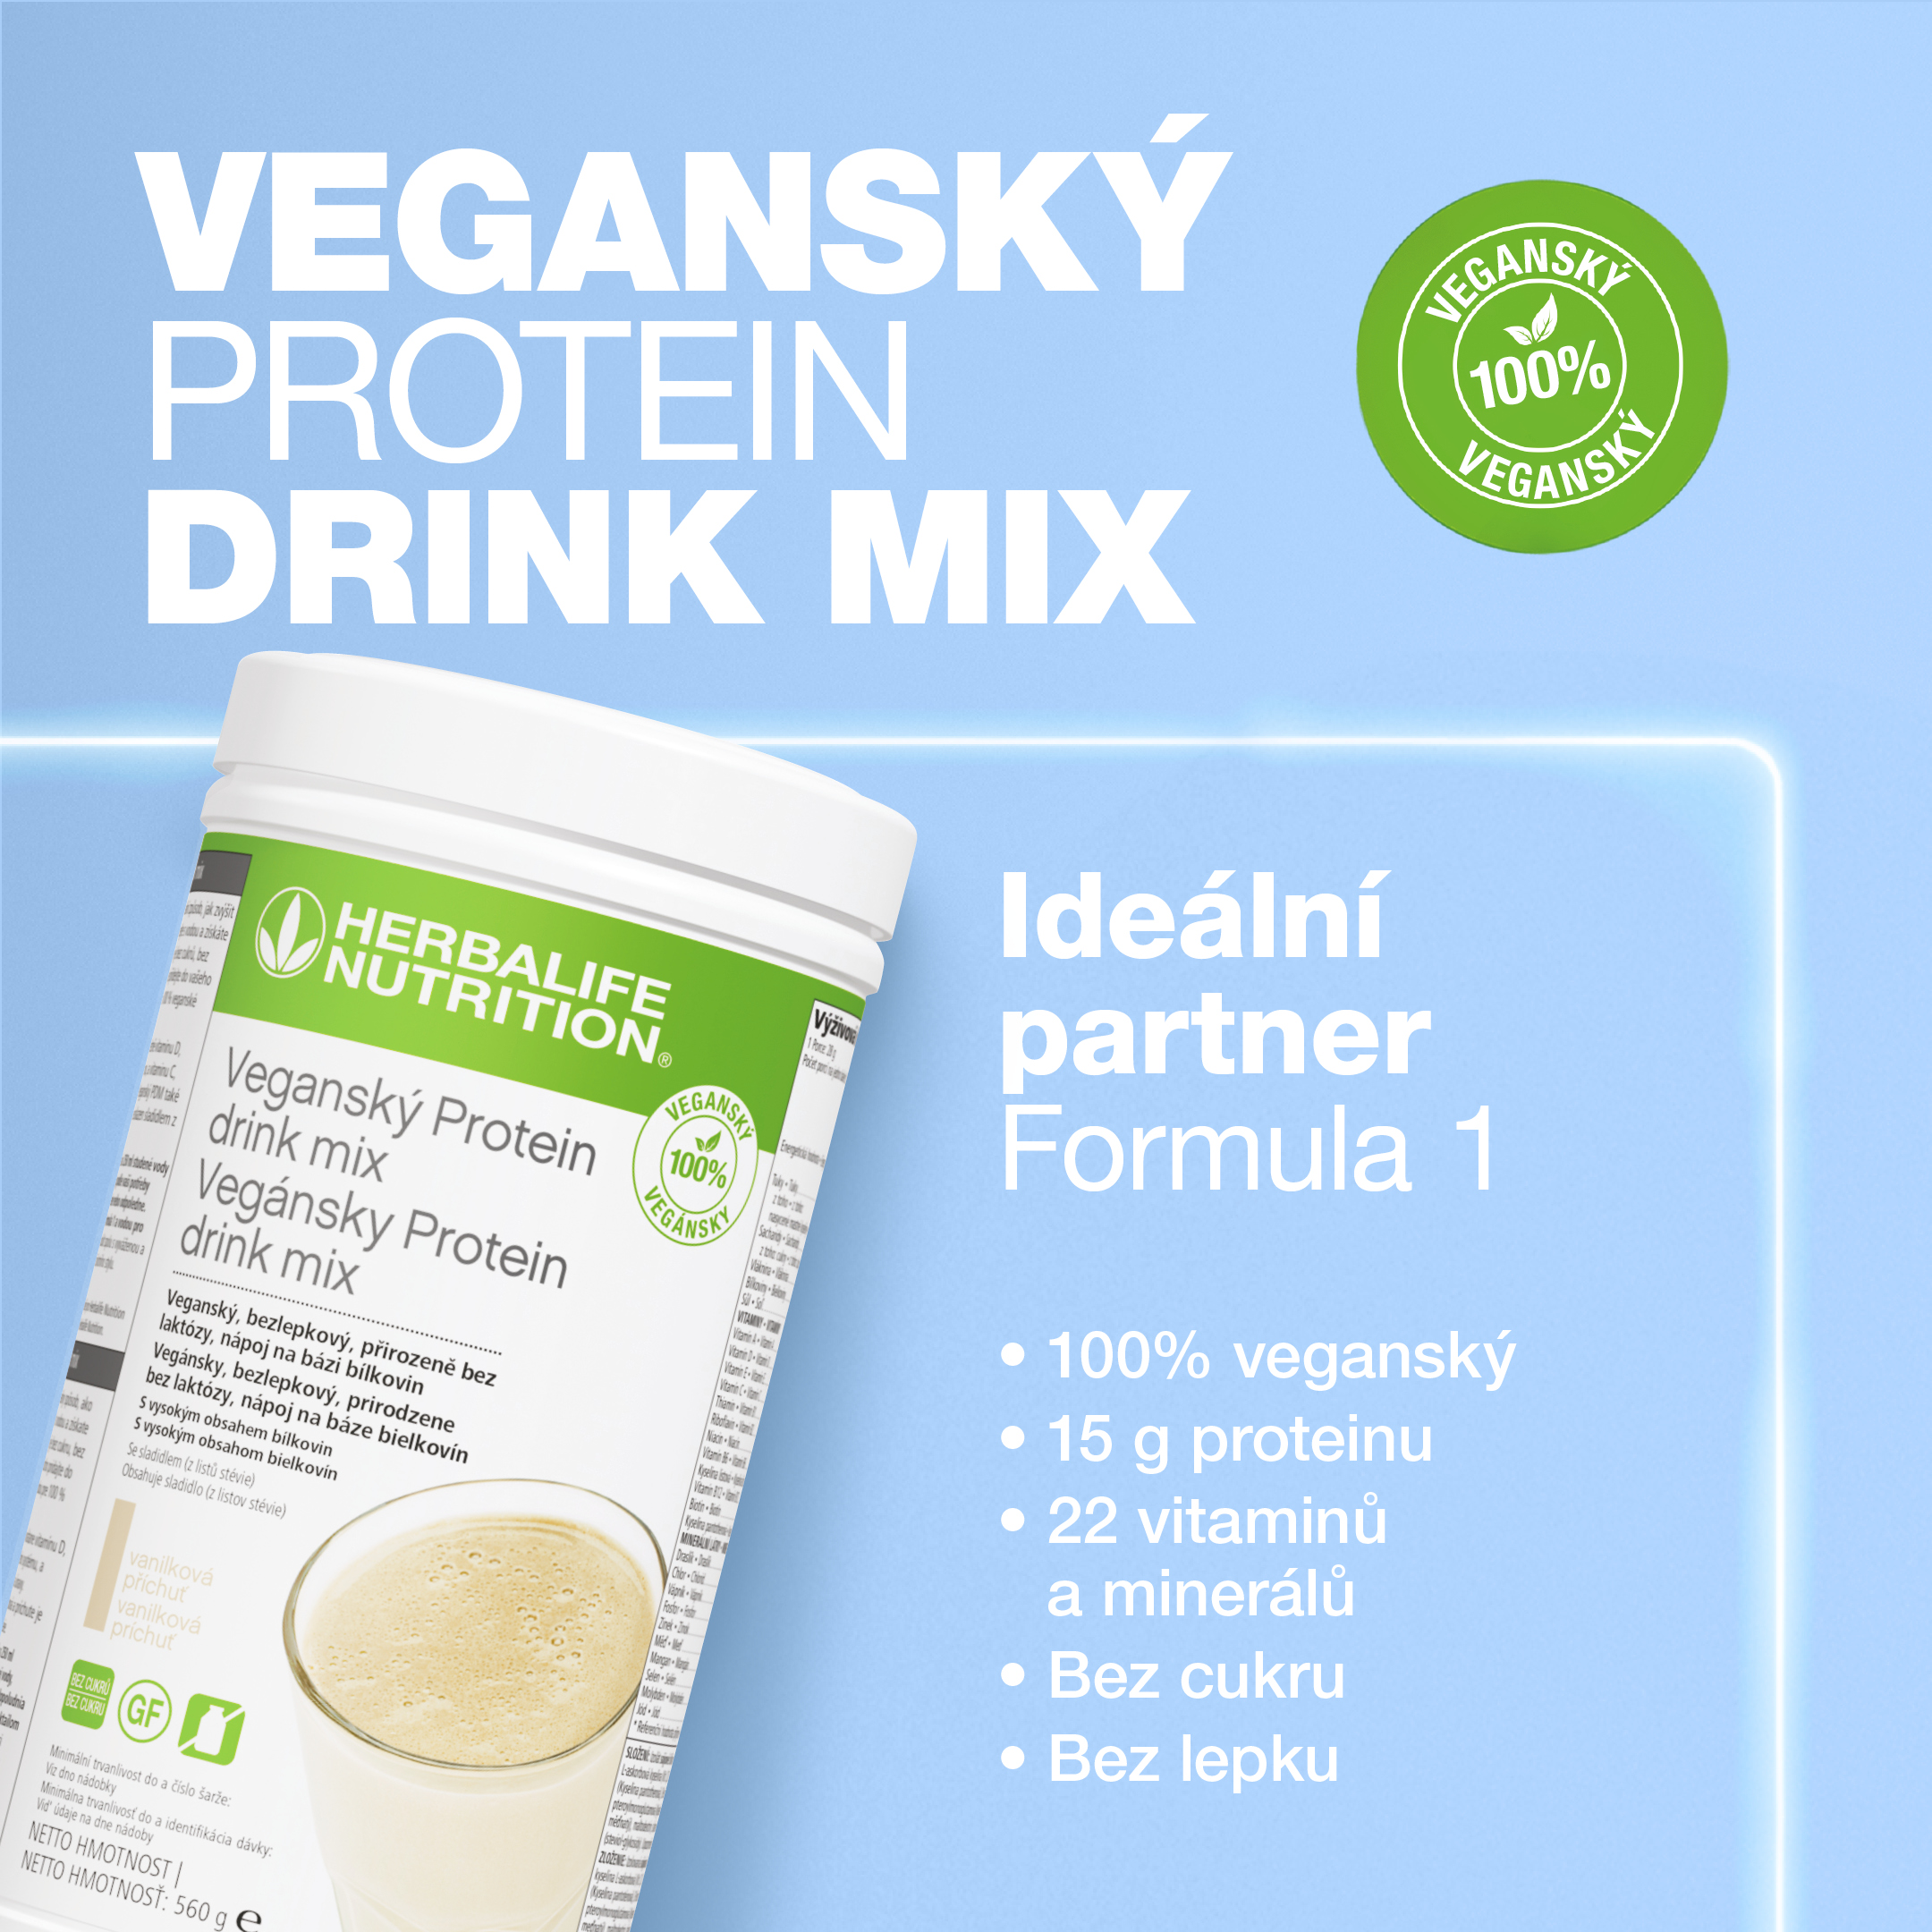 VEGANSKÝ
PROTEIN
DRINK MIX
VEGANSKÝ
100%
VEGANSKÝ
HERBALIFE
NUTRITION®
Veganský Protein
drink mix
Vegánsky Protein
drink mix
VEGANSKÝ
100%
VEGÁNSKY
Veganský, bezlepkový, přirozeně bez
laktózy, nápoj na bázi bílkovin
Vegánsky, bezlepkový, prirodzene
bez laktózy, nápoj na báze bielkovín
S vysokým obsahem bílkovin
S vysokým obsahom bielkovín
Se sladidlem (z listů stévie)
Obsahuje sladidlo (z listov stévie)
vanilková
příchuť
vanilková
príchuť
BEZ CUKRŮ
BEZ CUKRU
GF
Minimální trvanlivost do a číslo šarže:
Viz dno nádobky
Minimálna trvanlivosť do a identifikácia dávky:
Viď údaje na dne nádoby
NETTO HMOTNOST |
NETTO HMOTNOSŤ: 560 g e
Ideální
partner
Formula 1
• 100% veganský
• 15 g proteinu
• 22 vitaminů
a minerálů
• Bez cukru
• Bez lepku